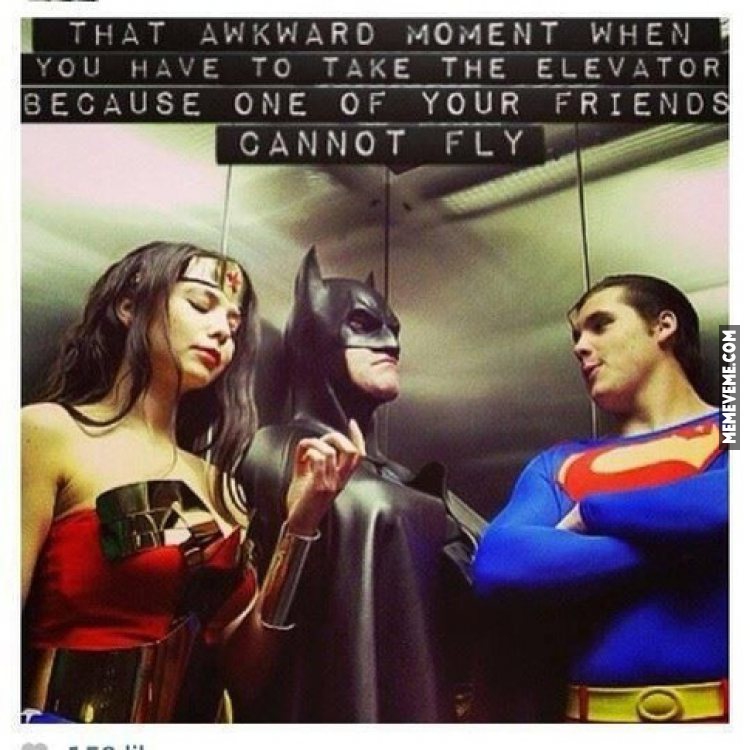 THAT AWKWARD MOMENT WHEN
YOU HAVE TO TAKE THE ELEVATOR
BECAUSE ONE OF YOUR FRIENDS
CANNOT FLY
MEMEVEME.COM